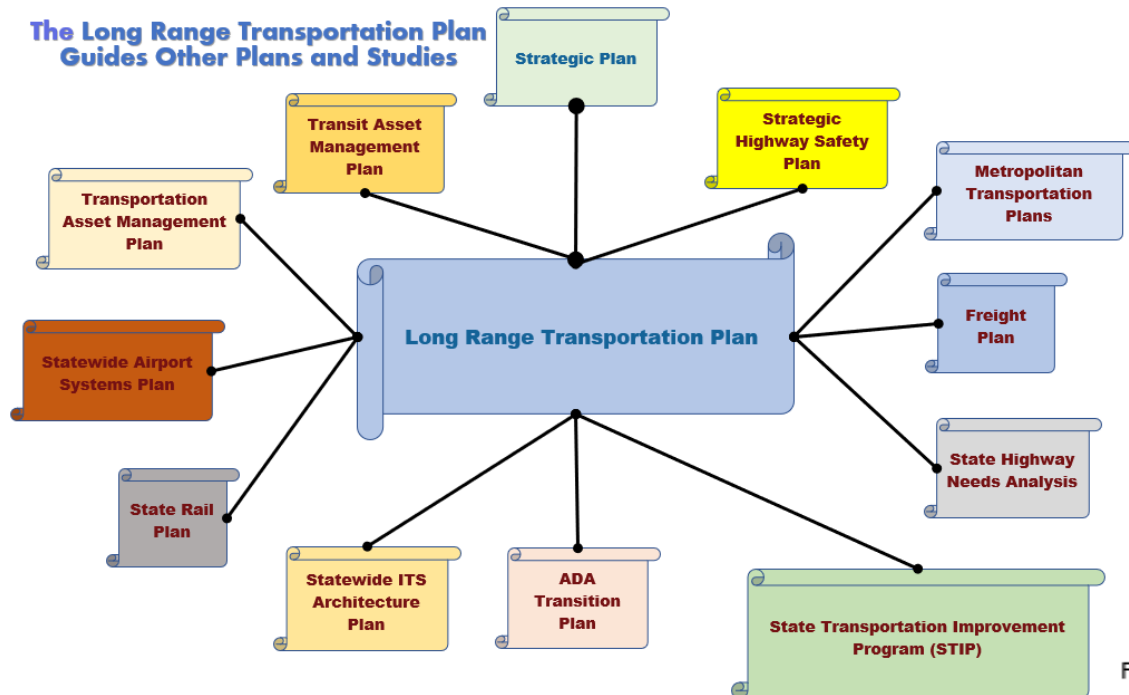 The Long Range Transportation Plan
Guides Other Plans and Studies
Strategic Plan
Transit Asset
Management
Plan
Strategic
Highway Safety
Plan
Transportation
Asset Management
Plan
Metropolitan
Transportation
Plans
Long Range Transportation Plan
Freight
Plan
Statewide Airport
Systems Plan
State Highway
Needs Analysis
State Rail
Plan
Statewide ITS
Architecture
Plan
ADA
Transition
Plan
State Transportation Improvement
Program (STIP)